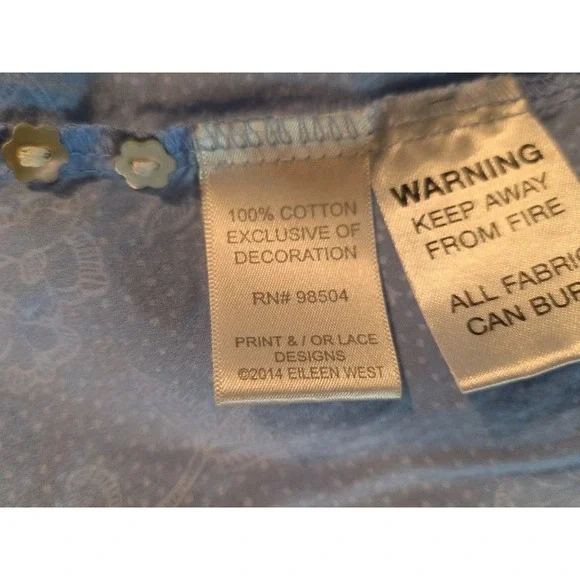 100% COTTON
EXCLUSIVE OF
DECORATION
RN# 98504
PRINT & / OR LACE
DESIGNS
©2014 EILEEN WEST
WARNING
KEEP AWAY
FROM FIRE
ALL FABRIC
CAN BUR